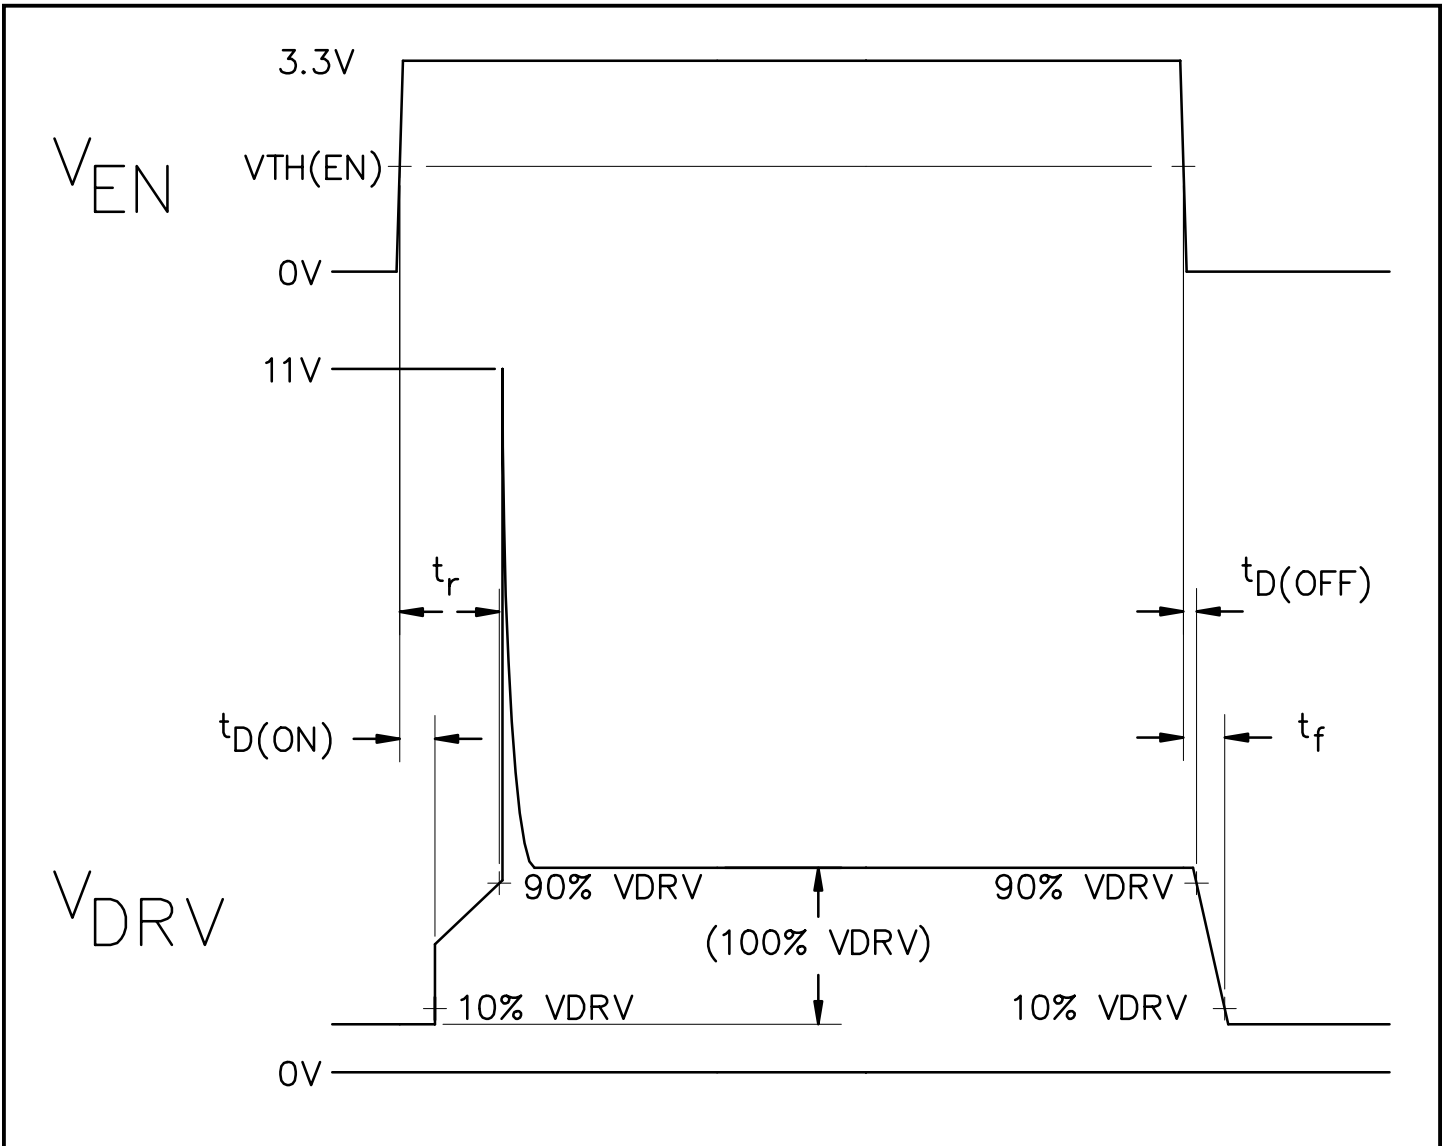 3.3V
VEN
VTH(EN)
0V
11V
tr
tD(OFF)
tD(ON)
tf
VDRV
90% VDRV
90% VDRV
(100% VDRV)
10% VDRV
10% VDRV
0V